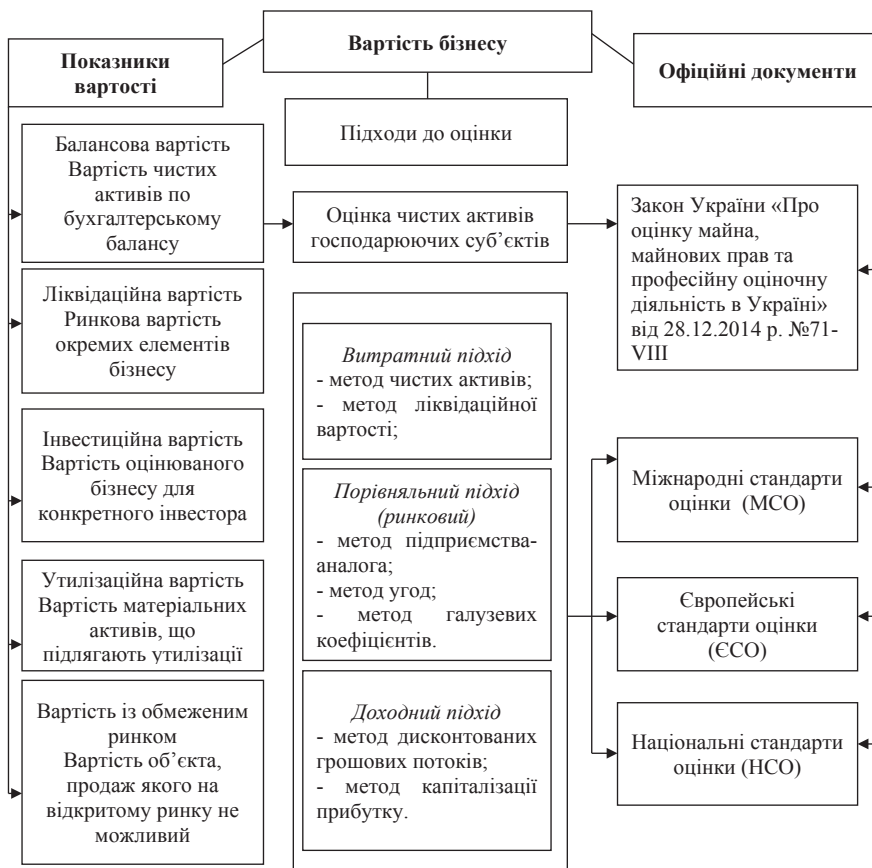 Вартість бізнесу
Показники
вартості
Офіційні документи
Підходи до оцінки
Балансова вартість
Вартість чистих
активів по
бухгалтерському
балансу
Ліквідаційна вартість
Ринкова вартість
окремих елементів
бізнесу
Інвестиційна вартість
Вартість оцінюваного
бізнесу для
конкретного інвестора
Утилізаційна вартість
Вартість матеріальних
активів, що
підлягають утилізації
Вартість із обмеженим
ринком
Вартість об’єкта,
продаж якого на
відкритому ринку не
можливий
Оцінка чистих активів
господарюючих суб’єктів
Витратний підхід
- метод чистих активів;
- метод ліквідаційної
вартості;
Порівняльний підхід
(ринковий)
- метод підприємства-
аналога;
- метод угод;
- метод галузевих
коефіцієнтів.
Доходний підхід
- метод дисконтованих
грошових потоків;
- метод капіталізації
прибутку.
Закон України «Про
оцінку майна,
майнових прав та
професійну оціночну
діяльність в Україні»
від 28.12.2014 р. №71-
VIII
Міжнародні стандарти
оцінки (МСО)
Європейські
стандарти оцінки
(ЄСО)
Національні стандарти
оцінки (НСО)